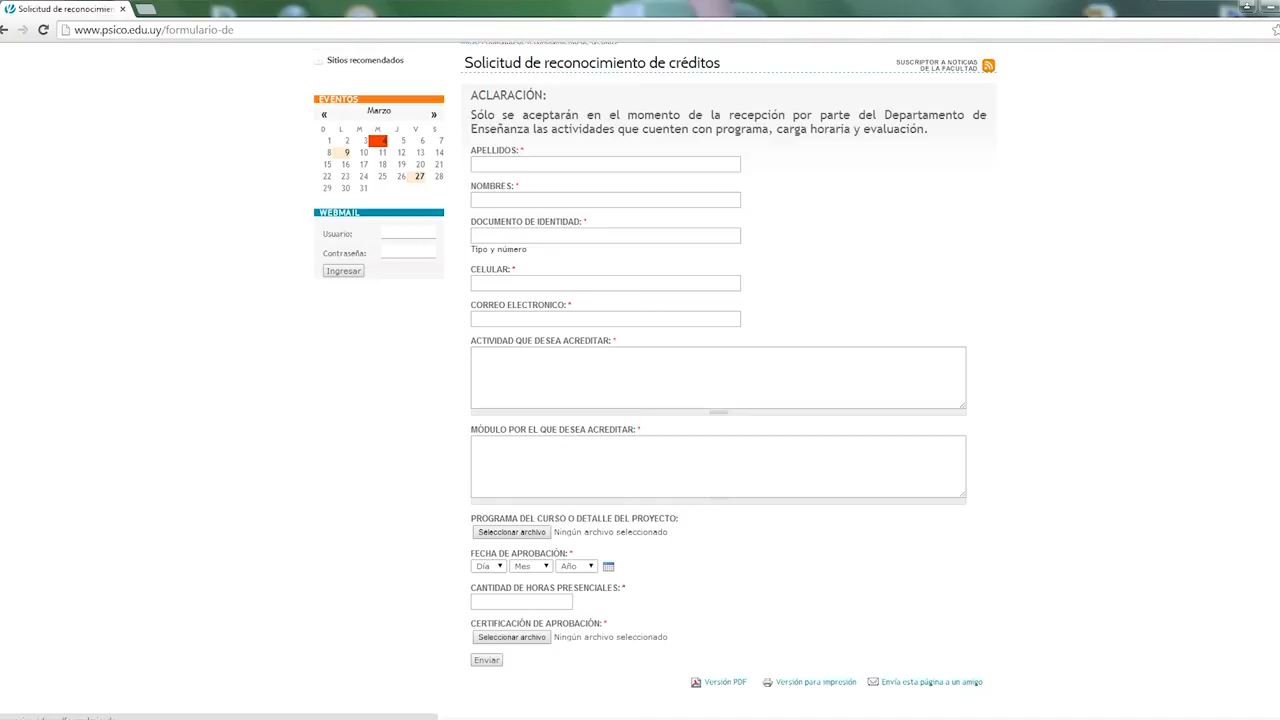 Solicitud de reconocimien
www.psico.edu.uy/formulario-de
Sitios recomendados
EVENTOS
«
Marzo
»
D L M M J V S
1 2 3 4 5 6 7
8 9 10 11 12 13 14
15 16 17 18 19 20 21
22 23 24 25 26 27 28
29 30 31
WEBMAIL
Usuario:
Contraseña:
Ingresar
Solicitud de reconocimiento de créditos
SUSCRIPTOR A NOTICIAS
DE LA FACULTAD
ACLARACIÓN:
Sólo se aceptarán en el momento de la recepción por parte del Departamento de
Enseñanza las actividades que cuenten con programa, carga horaria y evaluación.
APELLIDOS: *
NOMBRES: *
DOCUMENTO DE IDENTIDAD: *
Tipo y número
CELULAR: *
CORREO ELECTRONICO: *
ACTIVIDAD QUE DESEA ACREDITAR: *
MÓDULO POR EL QUE DESEA ACREDITAR: *
PROGRAMA DEL CURSO O DETALLE DEL PROYECTO:
Seleccionar archivo Ningún archivo seleccionado
FECHA DE APROBACIÓN: *
Día Mes Año
CANTIDAD DE HORAS PRESENCIALES: *
CERTIFICACIÓN DE APROBACIÓN: *
Seleccionar archivo Ningún archivo seleccionado
Enviar
Versión PDF Versión para impresión Envía esta página a un amigo